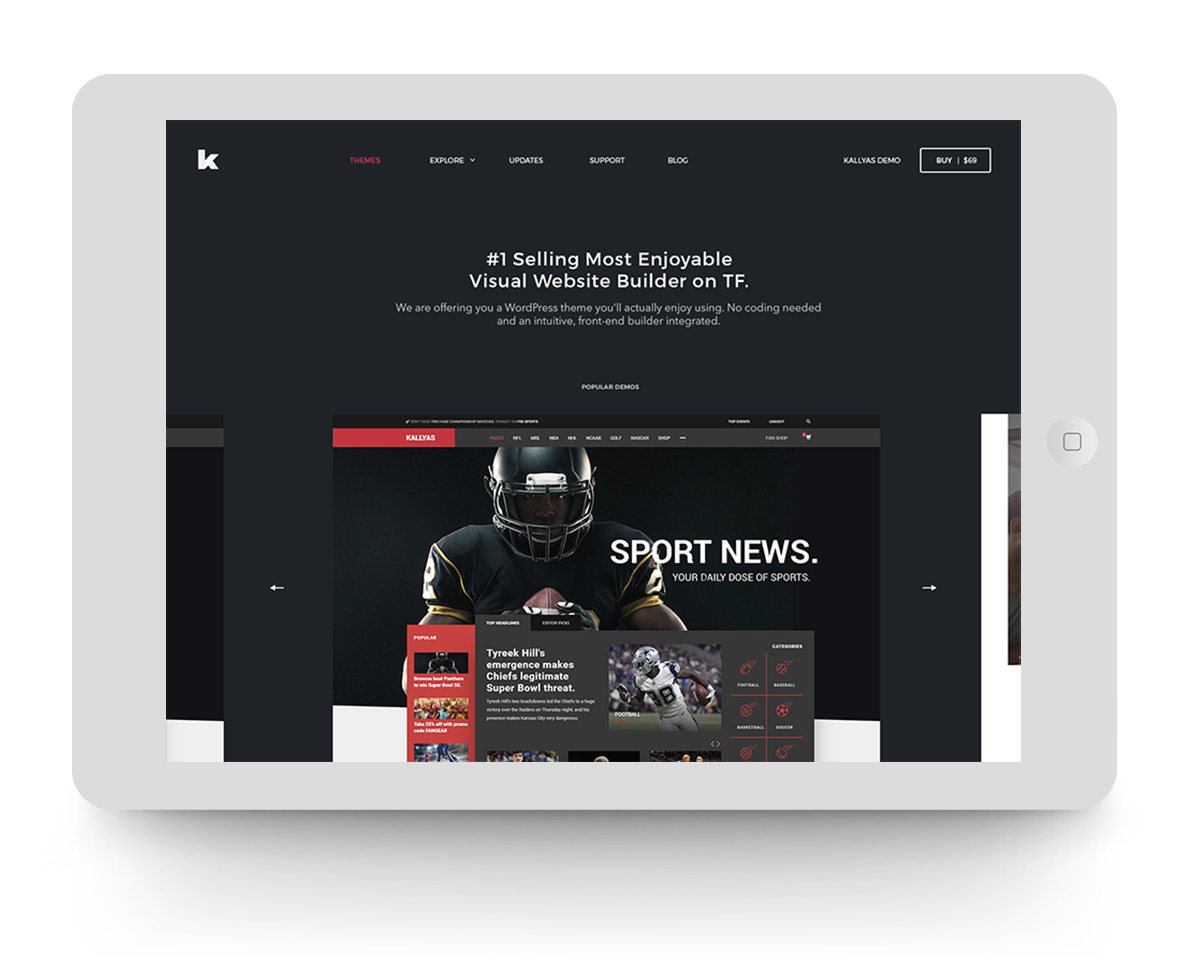 k
THEMES
EXPLORE
UPDATES
SUPPORT
BLOG
KALLYAS DEMO
BUY | $69
#1 Selling Most Enjoyable
Visual Website Builder on TF.
We are offering you a WordPress theme you'll actually enjoy using. No coding needed
and an intuitive, front-end builder integrated.
POPULAR DEMOS
DON'T MISS TWO HUGE CHAMPIONSHIP MATCHES, TONIGHT ON FOX SPORTS
TOP EVENTS
LOGOUT
KALLYAS
PAGES
NFL
MBL
NBA
NHL
NCAAB
GOLF
NASCAR
SHOP
FAN SHOP
SPORT NEWS.
YOUR DAILY DOSE OF SPORTS.
POPULAR
Broncos beat Panthers
to win Super Bowl 50.
Take 25% off with promo
code FANGEAR
TOP HEADLINES
EDITOR PICKS
Tyreek Hill's
emergence makes
Chiefs legitimate
Super Bowl threat.
Tyreek Hill's two touchdowns led the Chiefs to a huge
victory over the Raiders on Thursday night, and his
presence makes Kansas City very dangerous.
18
FOOTBALL
CATEGORIES
FOOTBALL
BASEBALL
BASKETBALL
SOCCER